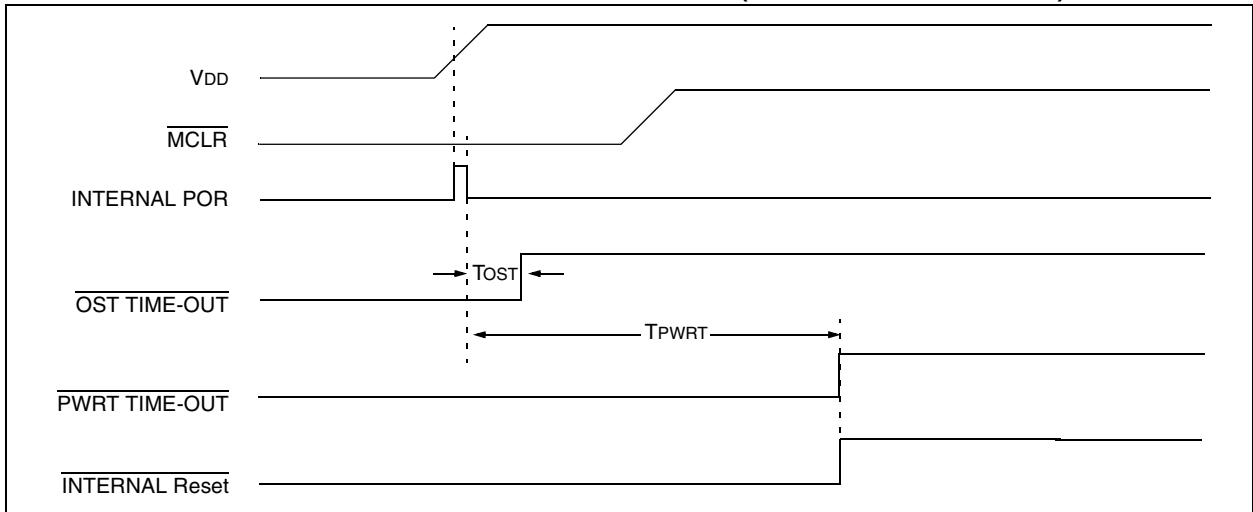 VDD
MCLR
INTERNAL POR
TOST
OST TIME-OUT
TPWRT
PWRT TIME-OUT
INTERNAL Reset